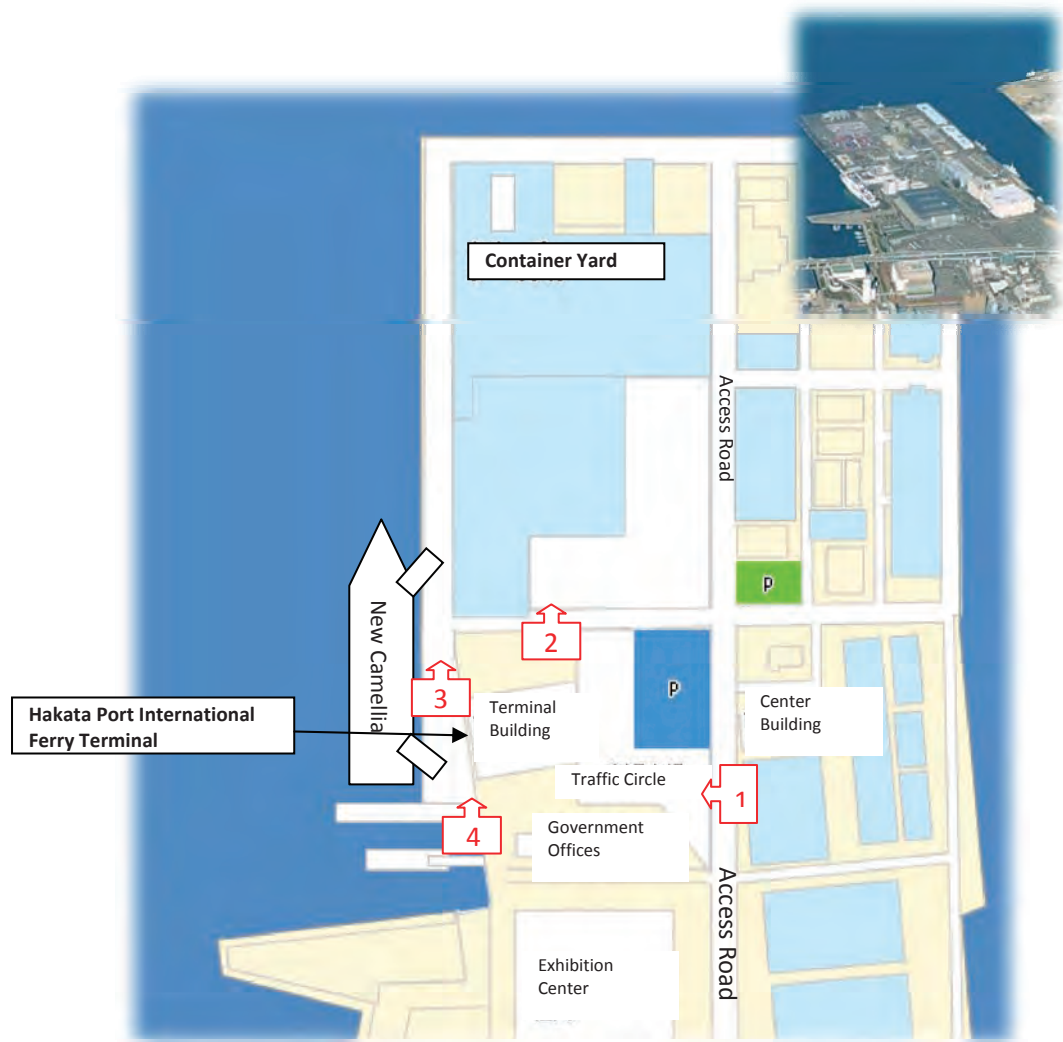 Container Yard
Access Road
P
New Camellia
2
3
P
Terminal
Building
Center
Building
Hakata Port International
Ferry Terminal
Traffic Circle
1
4
Government
Offices
Access Road
Exhibition
Center